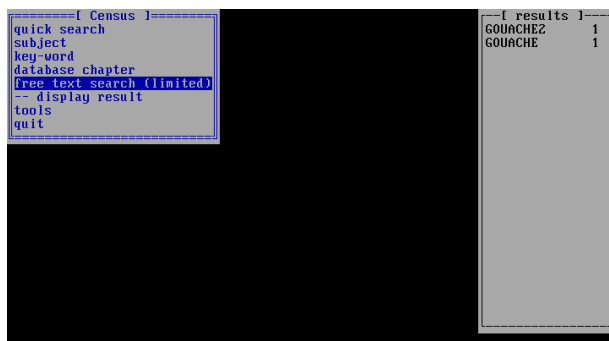 [ Census ]
quick search
subject
key-word
database chapter
free text search (limited)
-- display result
tools
quit
[ results ]
GOUACHE2 1
GOUACHE 1